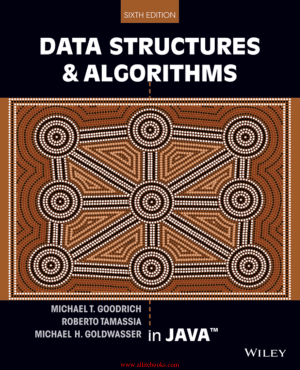 SIXTH EDITION
DATA STRUCTURES
& ALGORITHMS
MICHAEL T. GOODRICH
ROBERTO TAMASSIA
MICHAEL H. GOLDWASSER
in JAVA™
WILEY